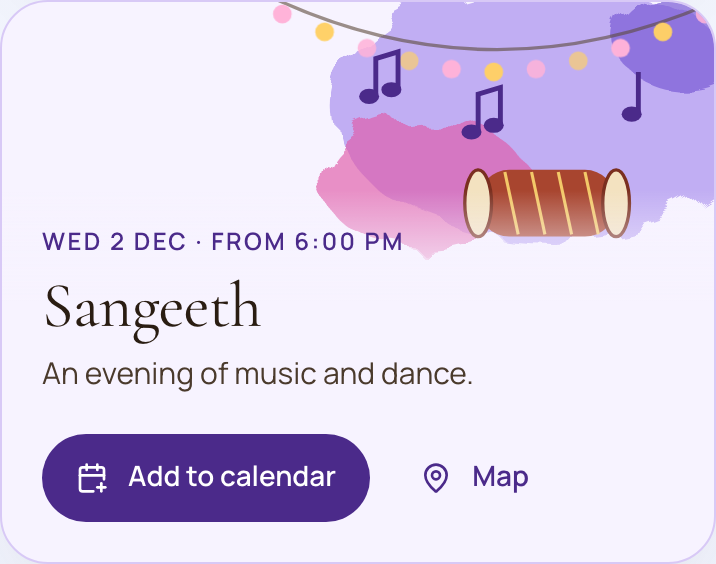 WED 2 DEC · FROM 6:00 PM
Sangeeth
An evening of music and dance.
Add to calendar
Map